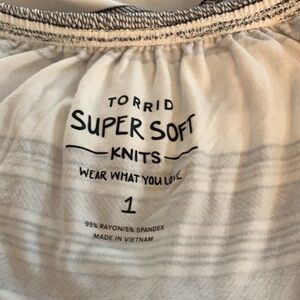 TORRID
SUPER SOFT
KNITS
WEAR WHAT YOU LOVE
1
95% RAYON/5% SPANDEX
MADE IN VIETNAM